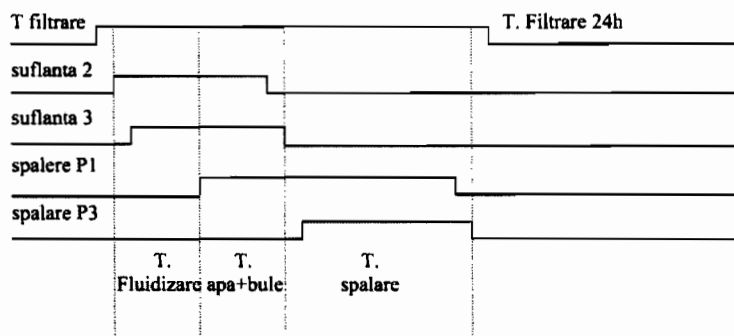 T filtrare
T. Filtrare 24h
suflanta 2
suflanta 3
spalere P1
spalare P3
T. T. T.
Fluidizare apa+bule spalare